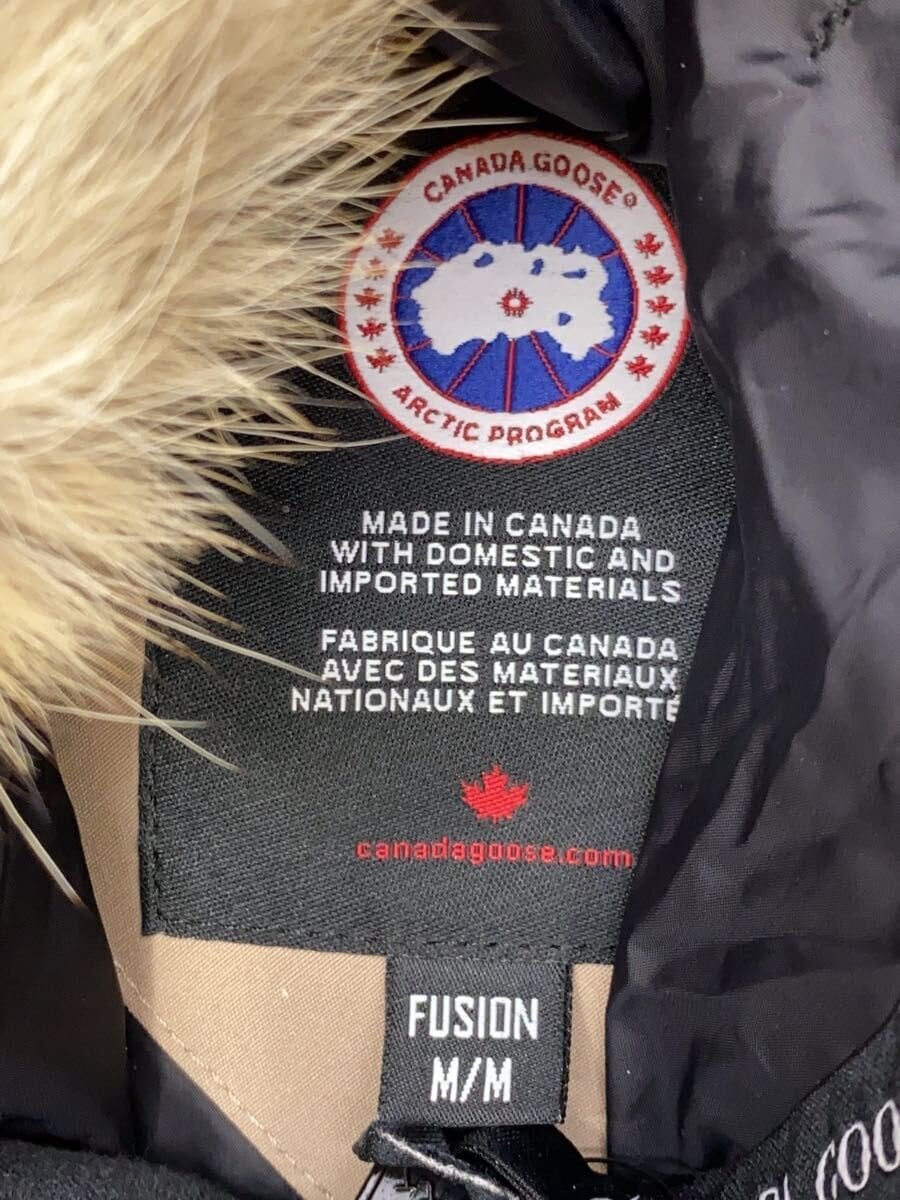 CANADA GOOSE®
ARCTIC PROGRAM
MADE IN CANADA
WITH DOMESTIC AND
IMPORTED MATERIALS
FABRIQUE AU CANADA
AVEC DES MATERIAUX
NATIONAUX ET IMPORTÉ
canadagoose.com
FUSION
M/M